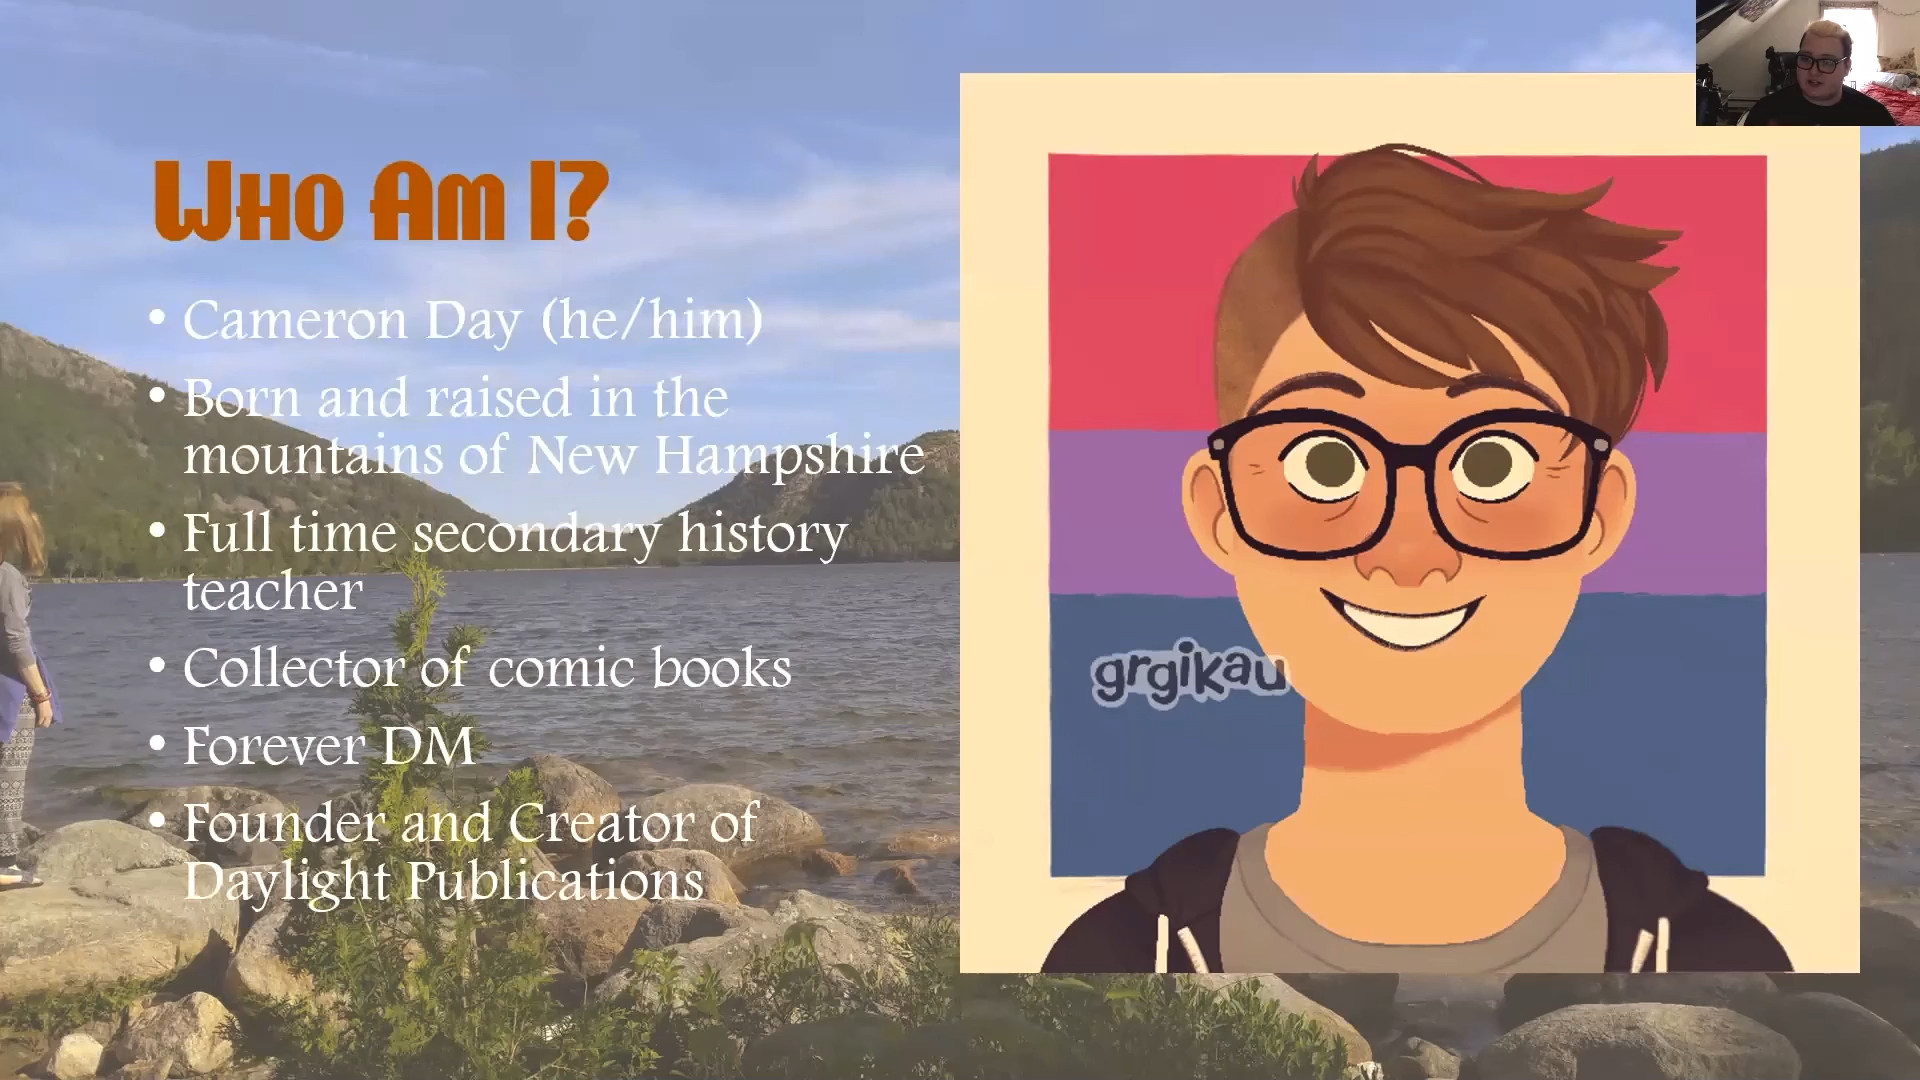 Who Am I?
• Cameron Day (he/him)
• Born and raised in the
mountains of New Hampshire
• Full time secondary history
teacher
• Collector of comic books
• Forever DM
• Founder and Creator of
Daylight Publications
grgikau